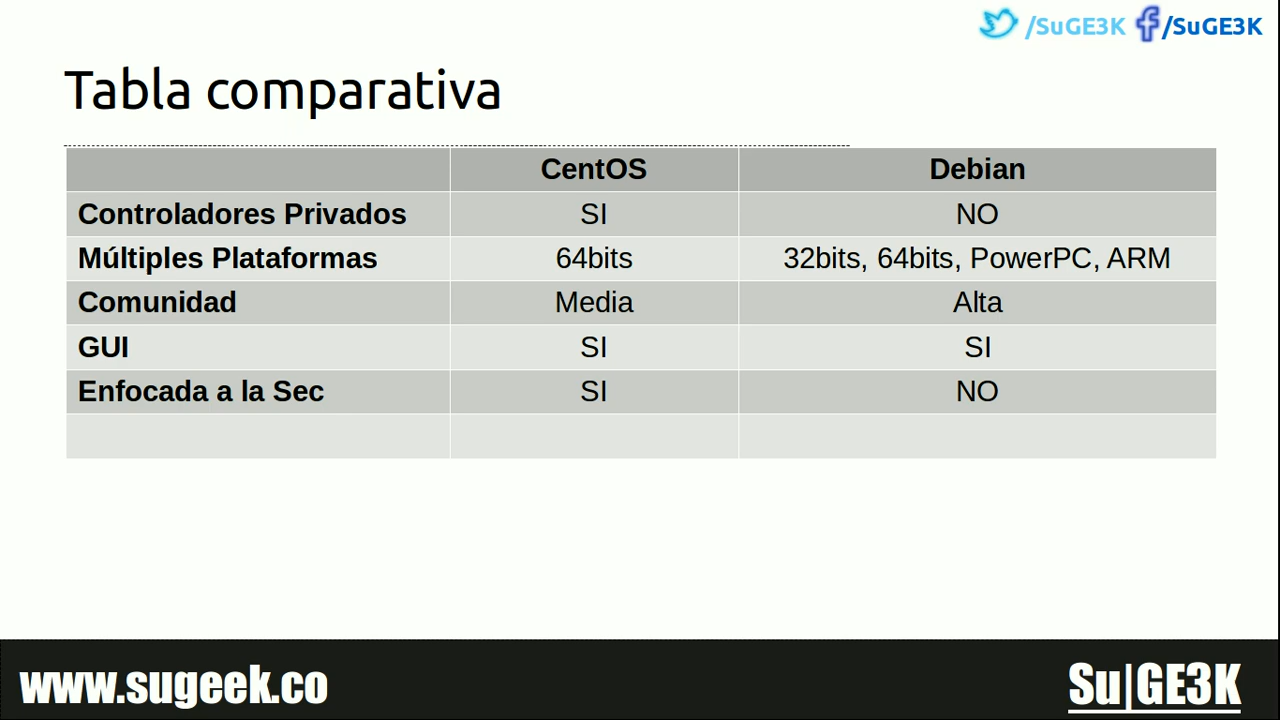 /SuGE3K /SuGE3K
Tabla comparativa
CentOS Debian
Controladores Privados SI NO
Múltiples Plataformas 64bits 32bits, 64bits, PowerPC, ARM
Comunidad Media Alta
GUI SI SI
Enfocada a la Sec SI NO
www.sugeek.co Su|GE3K